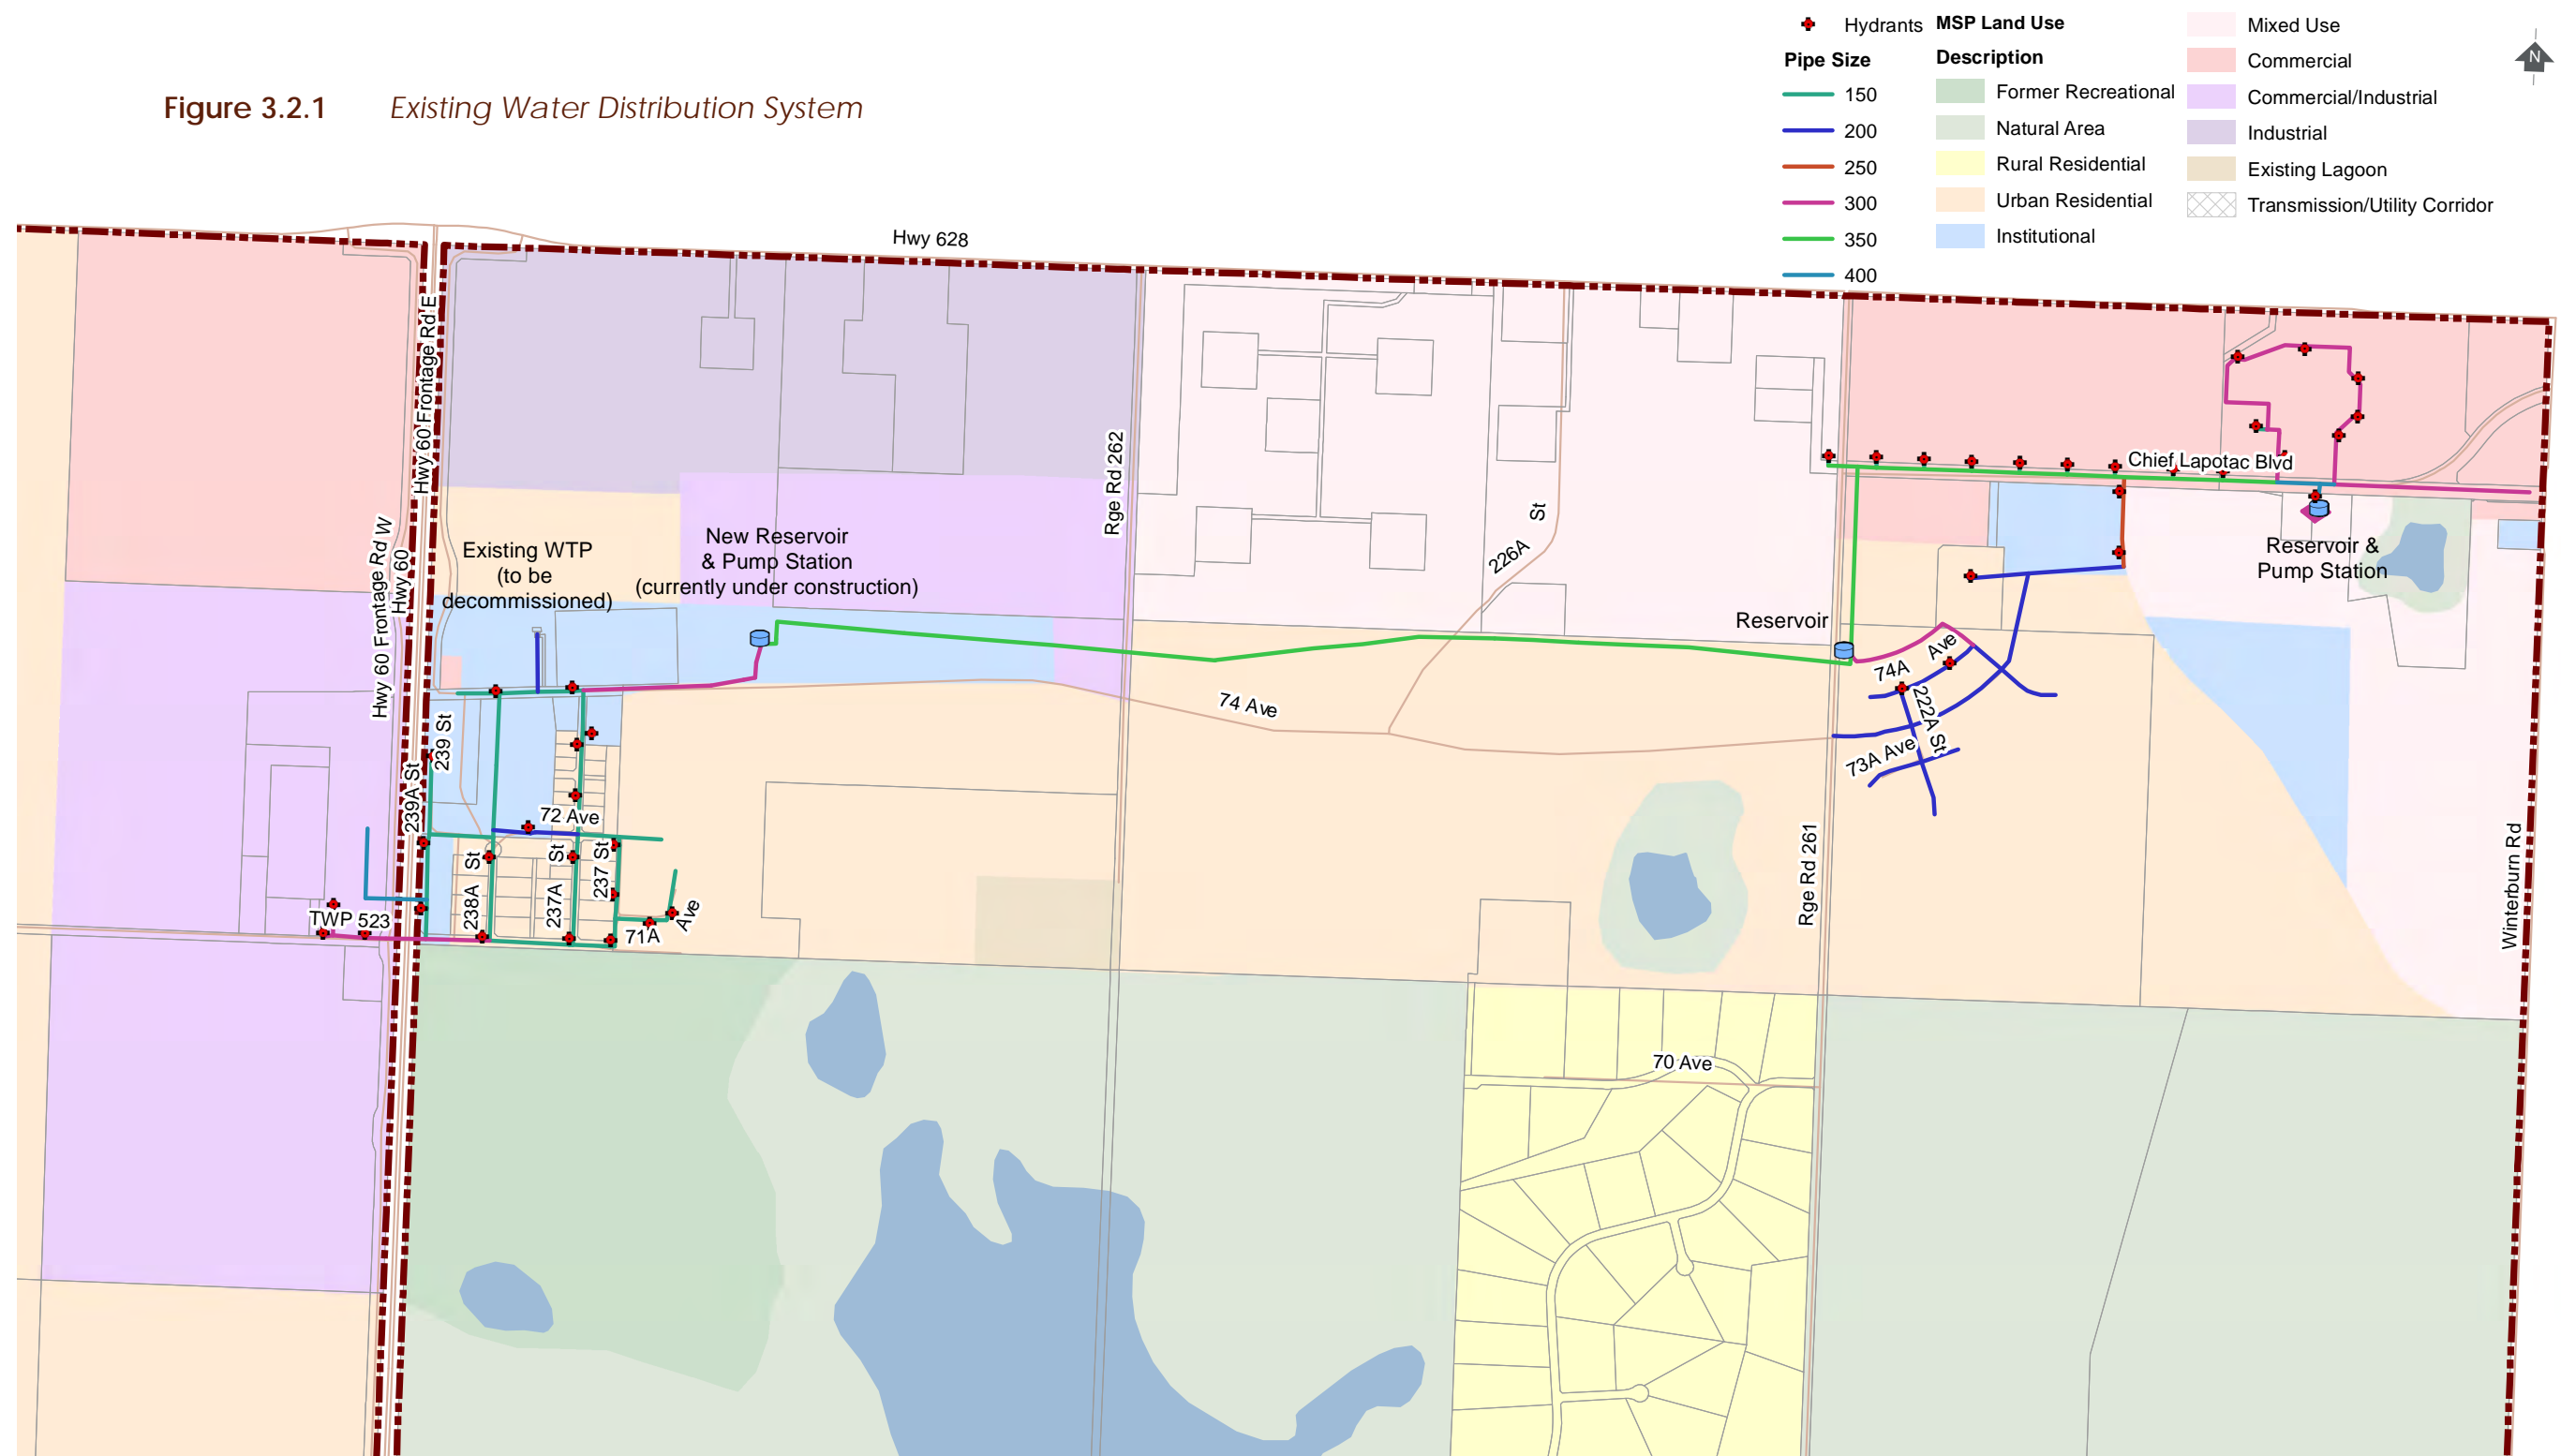 Figure 3.2.1 Existing Water Distribution System
Hydrants
Pipe Size
150
200
250
300
350
400
MSP Land Use
Description
Former Recreational
Natural Area
Rural Residential
Urban Residential
Institutional
Mixed Use
Commercial
Commercial/Industrial
Industrial
Existing Lagoon
Transmission/Utility Corridor
N
Hwy 628
Hwy 60 Frontage Rd E
Hwy 60
Hwy 60 Frontage Rd W
Hwy 60
Rge Rd 262
226A St
Chief Lapotac Blvd
Existing WTP
(to be
decommissioned)
New Reservoir
& Pump Station
(currently under construction)
Reservoir &
Pump Station
Reservoir
74A Ave
222A St
73A Ave
74 Ave
239 St
239A St
72 Ave
238A St
237A St
237 St
71A Ave
TWP 523
Rge Rd 261
Winterburn Rd
70 Ave